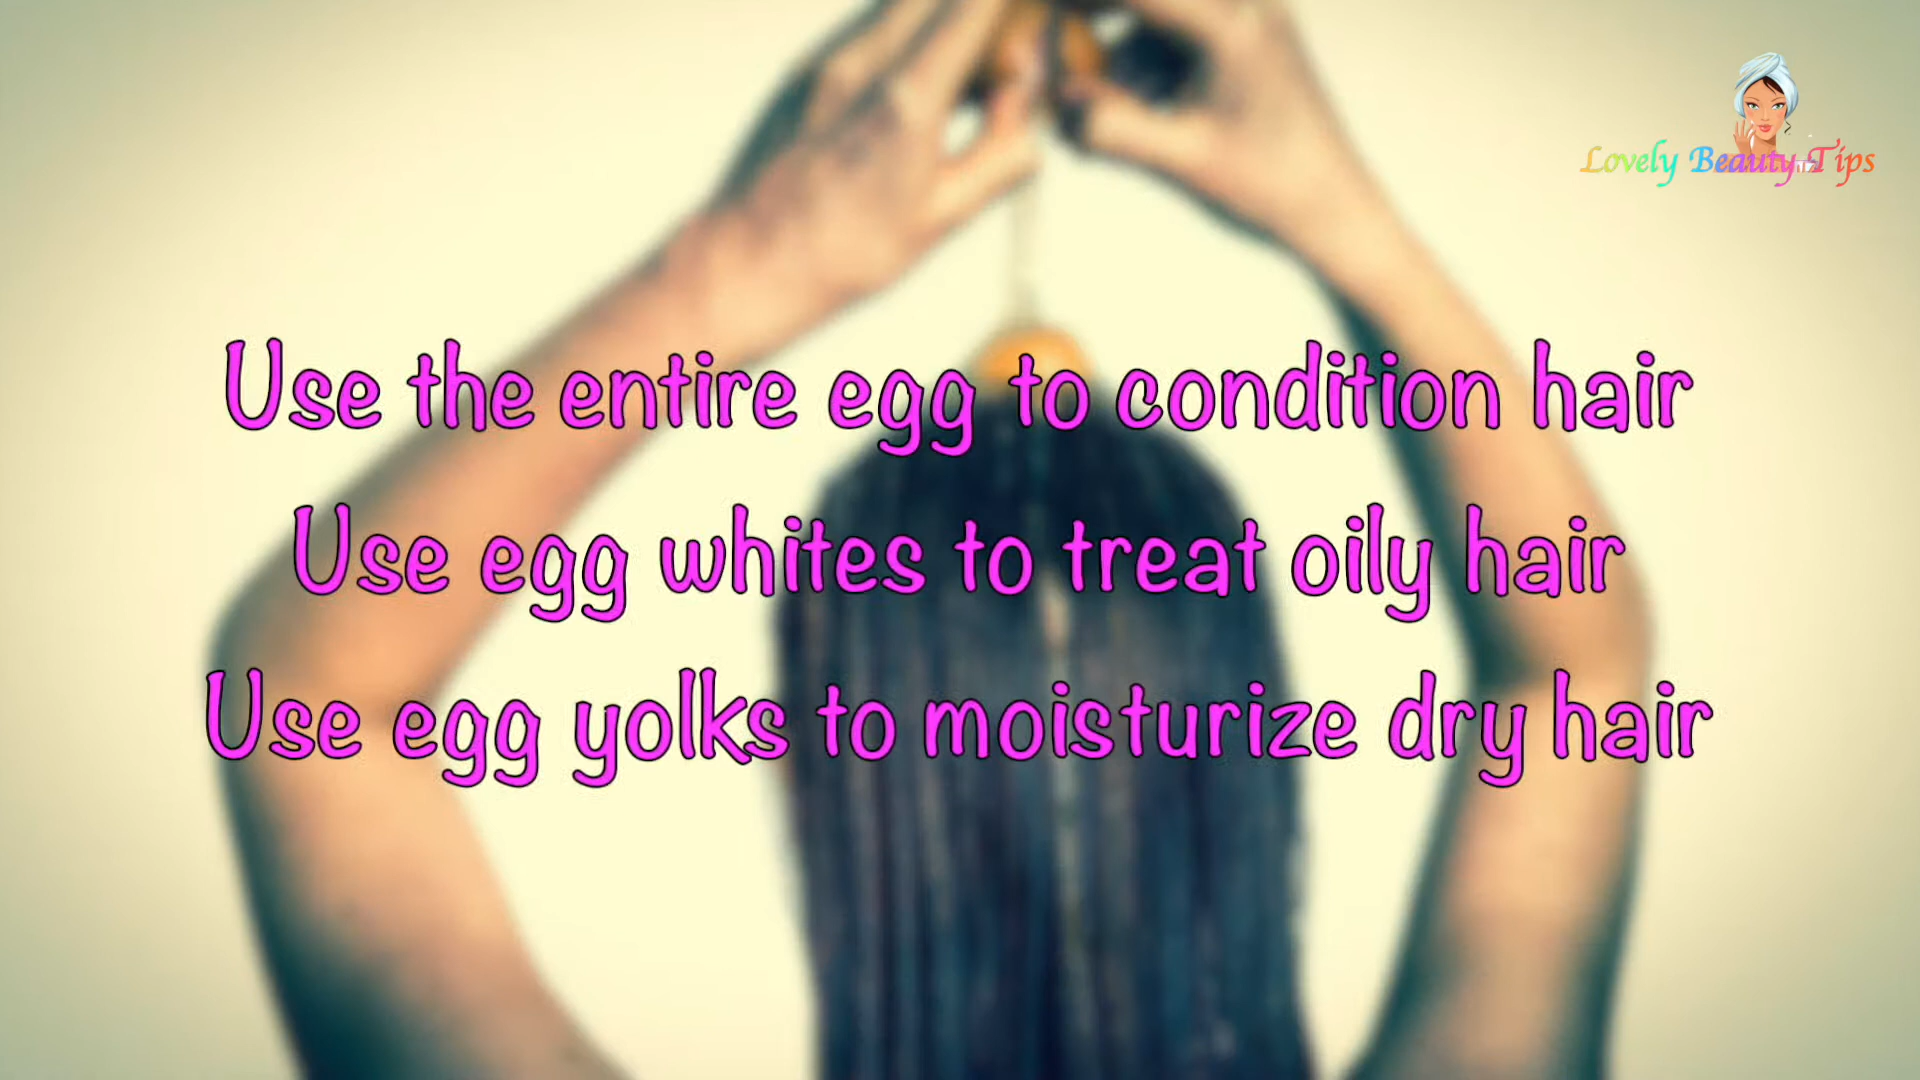 Lovely Beauty Tips
Use the entire egg to condition hair
Use egg whites to treat oily hair
Use egg yolks to moisturize dry hair